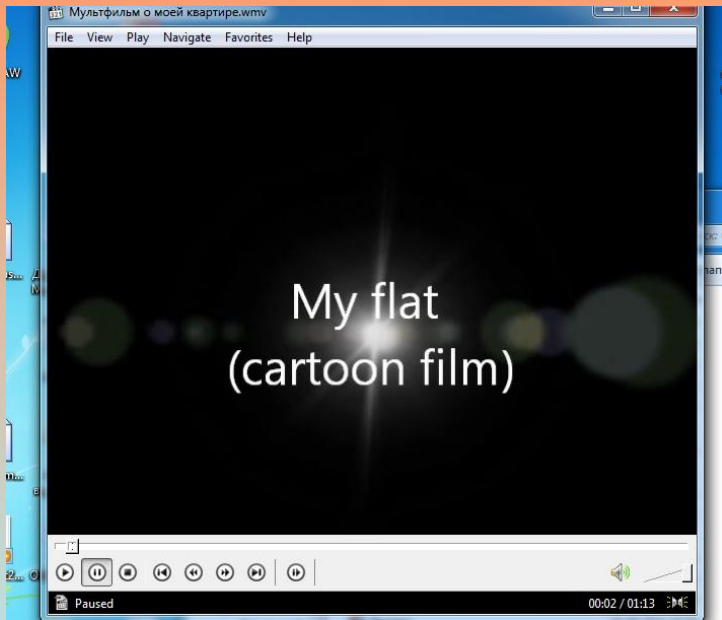 Мультфильм о моей квартире.wmv
File View Play Navigate Favorites Help
My flat
(cartoon film)
Paused
00:02 / 01:13